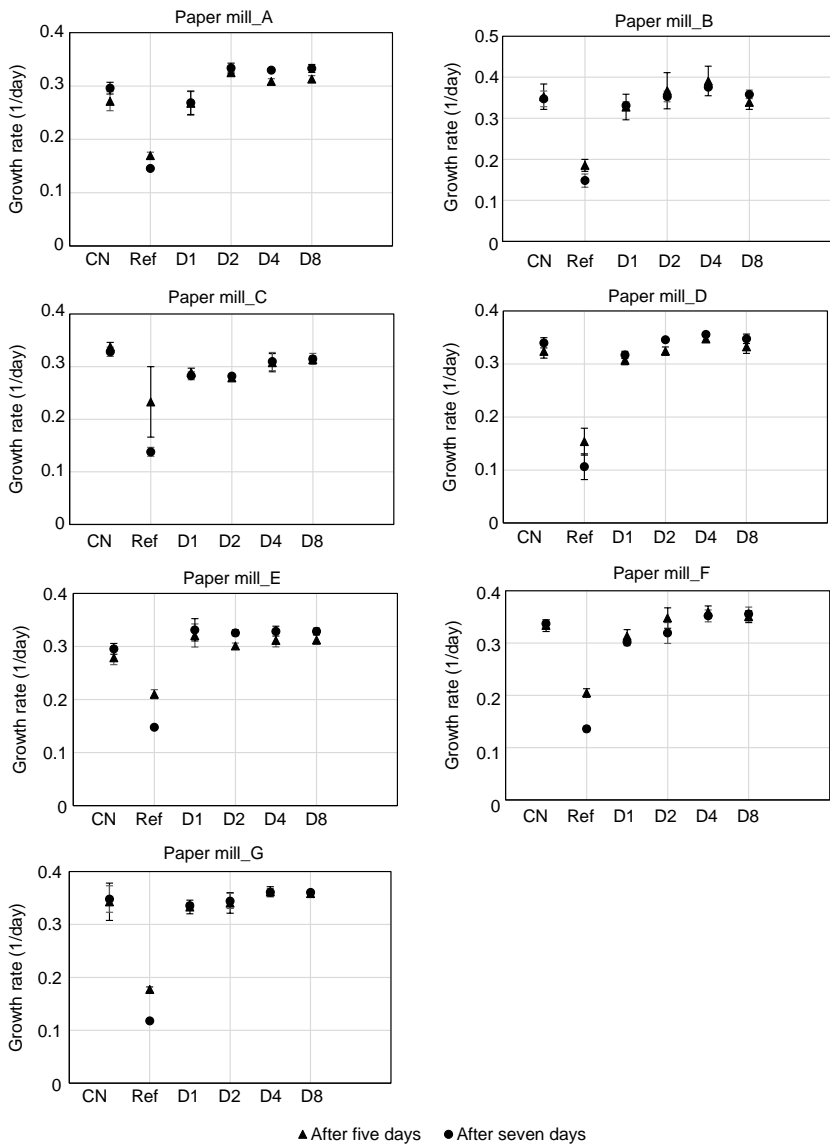 Paper mill_A
Growth rate (1/day)
0.4
0.3
0.2
0.1
0
CN Ref D1 D2 D4 D8
Paper mill_B
Growth rate (1/day)
0.5
0.4
0.3
0.2
0.1
0
CN Ref D1 D2 D4 D8
Paper mill_C
Growth rate (1/day)
0.4
0.3
0.2
0.1
0
CN Ref D1 D2 D4 D8
Paper mill_D
Growth rate (1/day)
0.4
0.3
0.2
0.1
0
CN Ref D1 D2 D4 D8
Paper mill_E
Growth rate (1/day)
0.4
0.3
0.2
0.1
0
CN Ref D1 D2 D4 D8
Paper mill_F
Growth rate (1/day)
0.4
0.3
0.2
0.1
0
CN Ref D1 D2 D4 D8
Paper mill_G
Growth rate (1/day)
0.4
0.3
0.2
0.1
0
CN Ref D1 D2 D4 D8
After five days After seven days